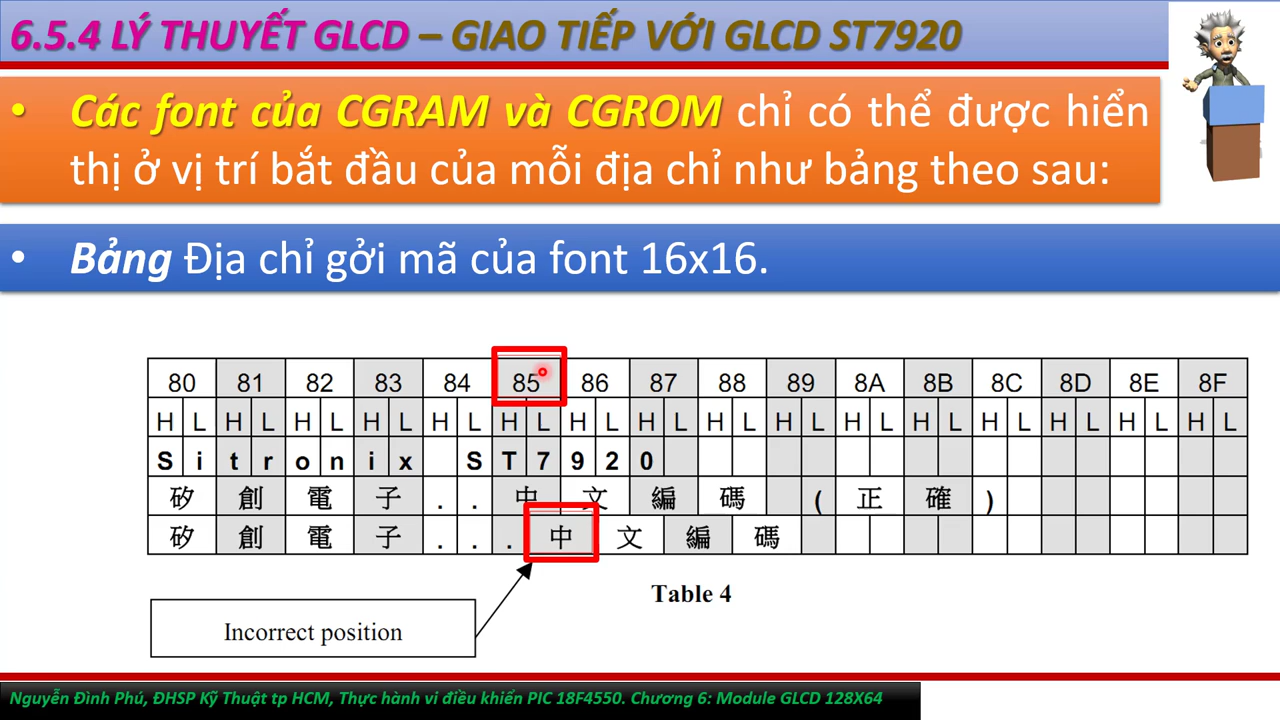 6.5.4 LÝ THUYẾT GLCD – GIAO TIẾP VỚI GLCD ST7920
• Các font của CGRAM và CGROM chỉ có thể được hiển
thị ở vị trí bắt đầu của mỗi địa chỉ như bảng theo sau:
• Bảng Địa chỉ gởi mã của font 16x16.
80 81 82 83 84 85 86 87 88 89 8A 8B 8C 8D 8E 8F
H L H L H L H L H L H L H L H L H L H L H L H L H L H L H L H L
S i t r o n i x S T 7 9 2 0
矽 創 電 子 . . 中 文 編 碼 ( 正 確 )
矽 創 電 子 . . . 中 文 編 碼
Table 4
Incorrect position
Nguyễn Đình Phú, ĐHSP Kỹ Thuật tp HCM, Thực hành vi điều khiển PIC 18F4550. Chương 6: Module GLCD 128X64